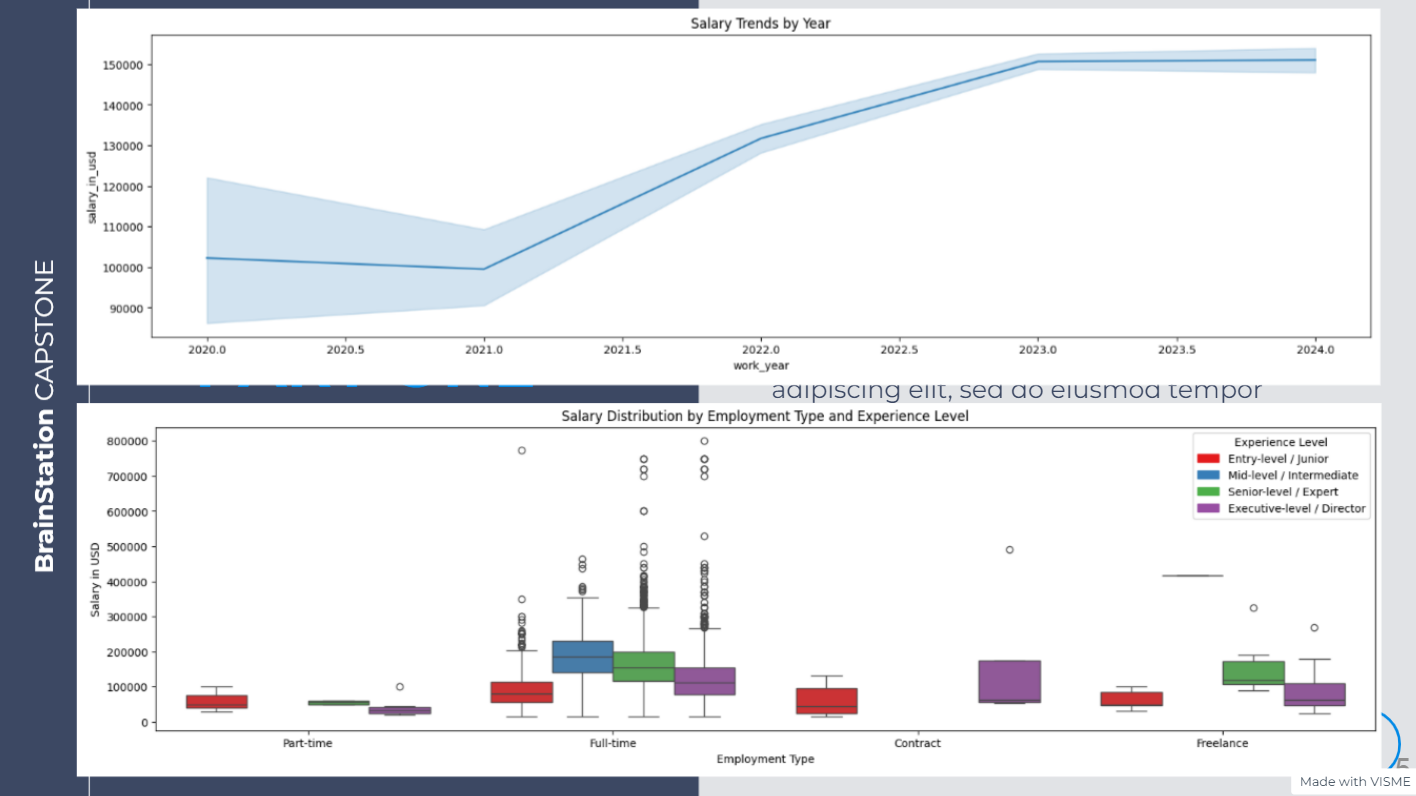 BrainStation CAPSTONE
Salary Trends by Year
salary_in_usd
150000
140000
130000
120000
110000
100000
90000
2020.0 2020.5 2021.0 2021.5 2022.0 2022.5 2023.0 2023.5 2024.0
work_year
adipiscing elit, sed do eiusmod tempor
Salary Distribution by Employment Type and Experience Level
Salary in USD
800000
700000
600000
500000
400000
300000
200000
100000
0
Experience Level
Entry-level / Junior
Mid-level / Intermediate
Senior-level / Expert
Executive-level / Director
Part-time Full-time Contract Freelance
Employment Type
5
Made with VISME